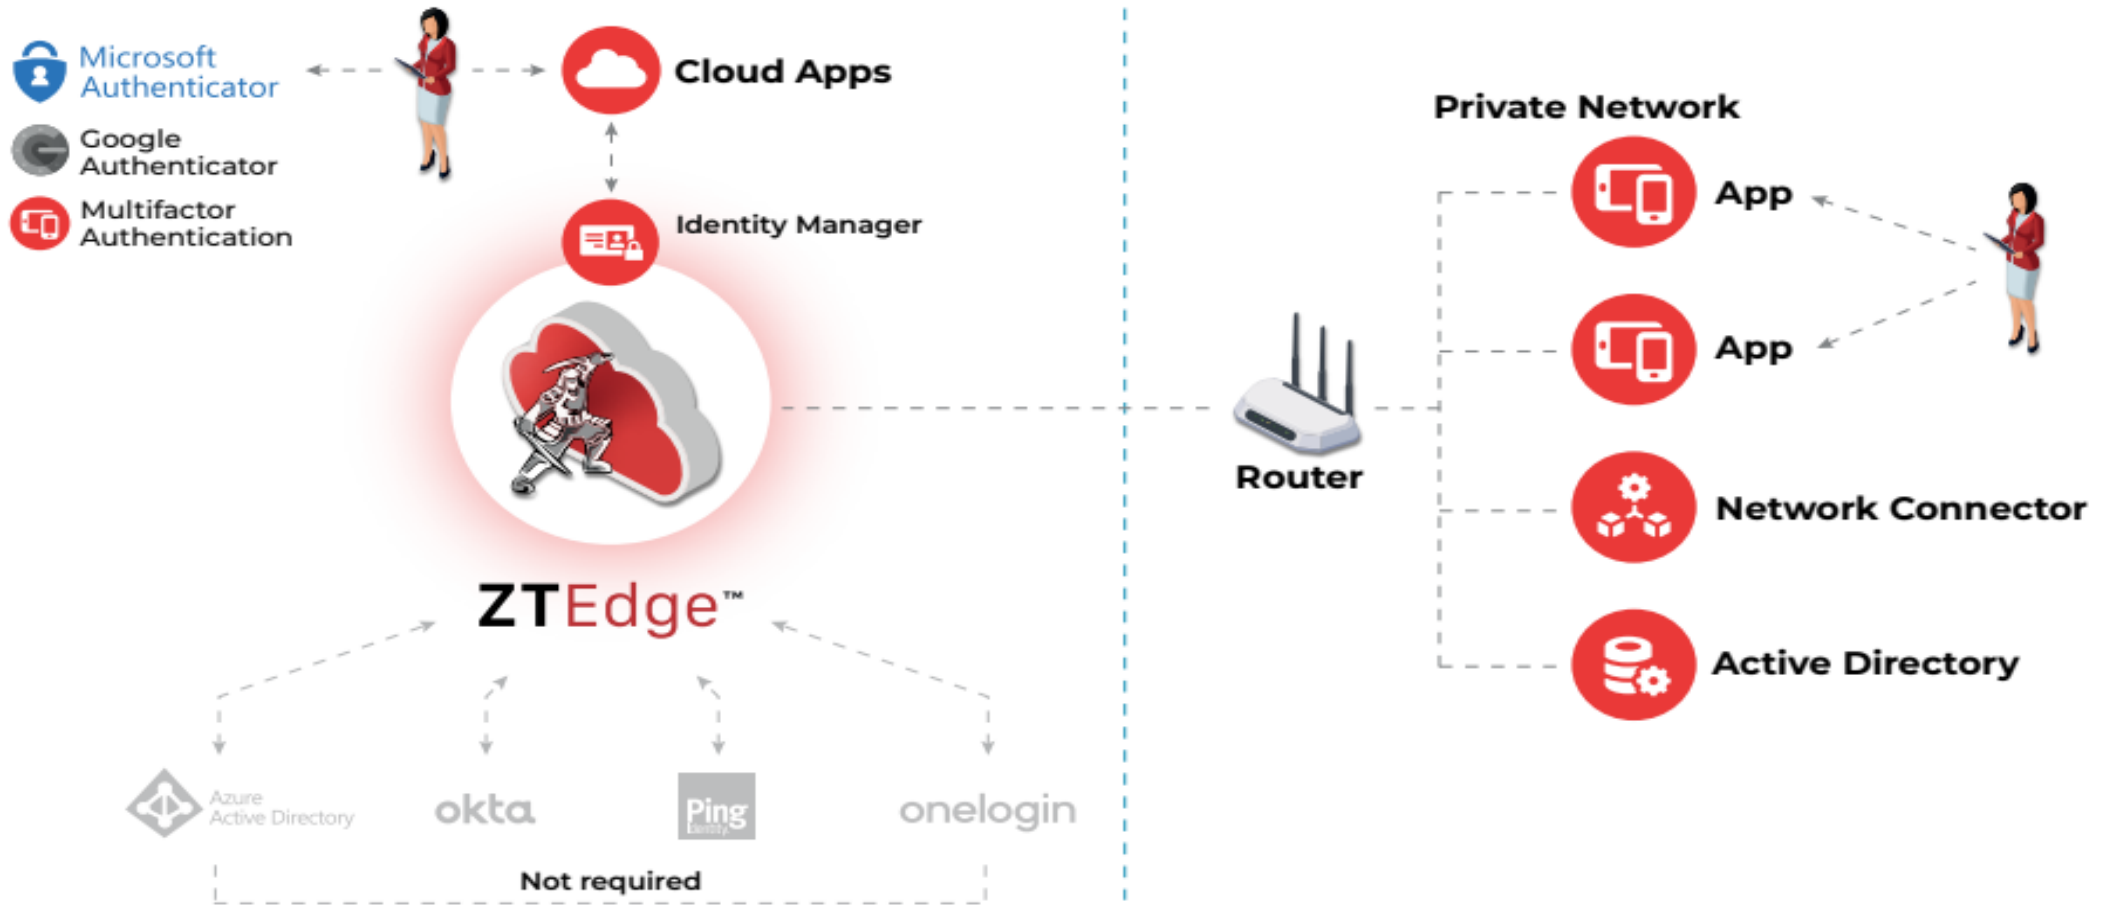 Microsoft
Authenticator
Google
Authenticator
Multifactor
Authentication
Cloud Apps
Identity Manager
ZTEdge™
Azure
Active Directory
okta
Ping
Identity.
onelogin
Not required
Private Network
App
App
Router
Network Connector
Active Directory